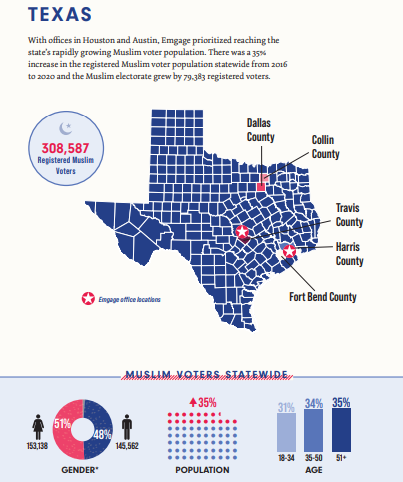 TEXAS
With offices in Houston and Austin, Emgage prioritized reaching the
state's rapidly growing Muslim voter population. There was a 35%
increase in the registered Muslim voter population statewide from 2016
to 2020 and the Muslim electorate grew by 79,383 registered voters.
308,587
Registered Muslim
Voters
Dallas
County
Collin
County
Travis
County
Harris
County
Fort Bend County
Emgage office locations
MUSLIM VOTERS STATEWIDE
51%
48%
153,138
145,562
GENDER*
35%
POPULATION
31%
34%
35%
18-34
35-50
51+
AGE